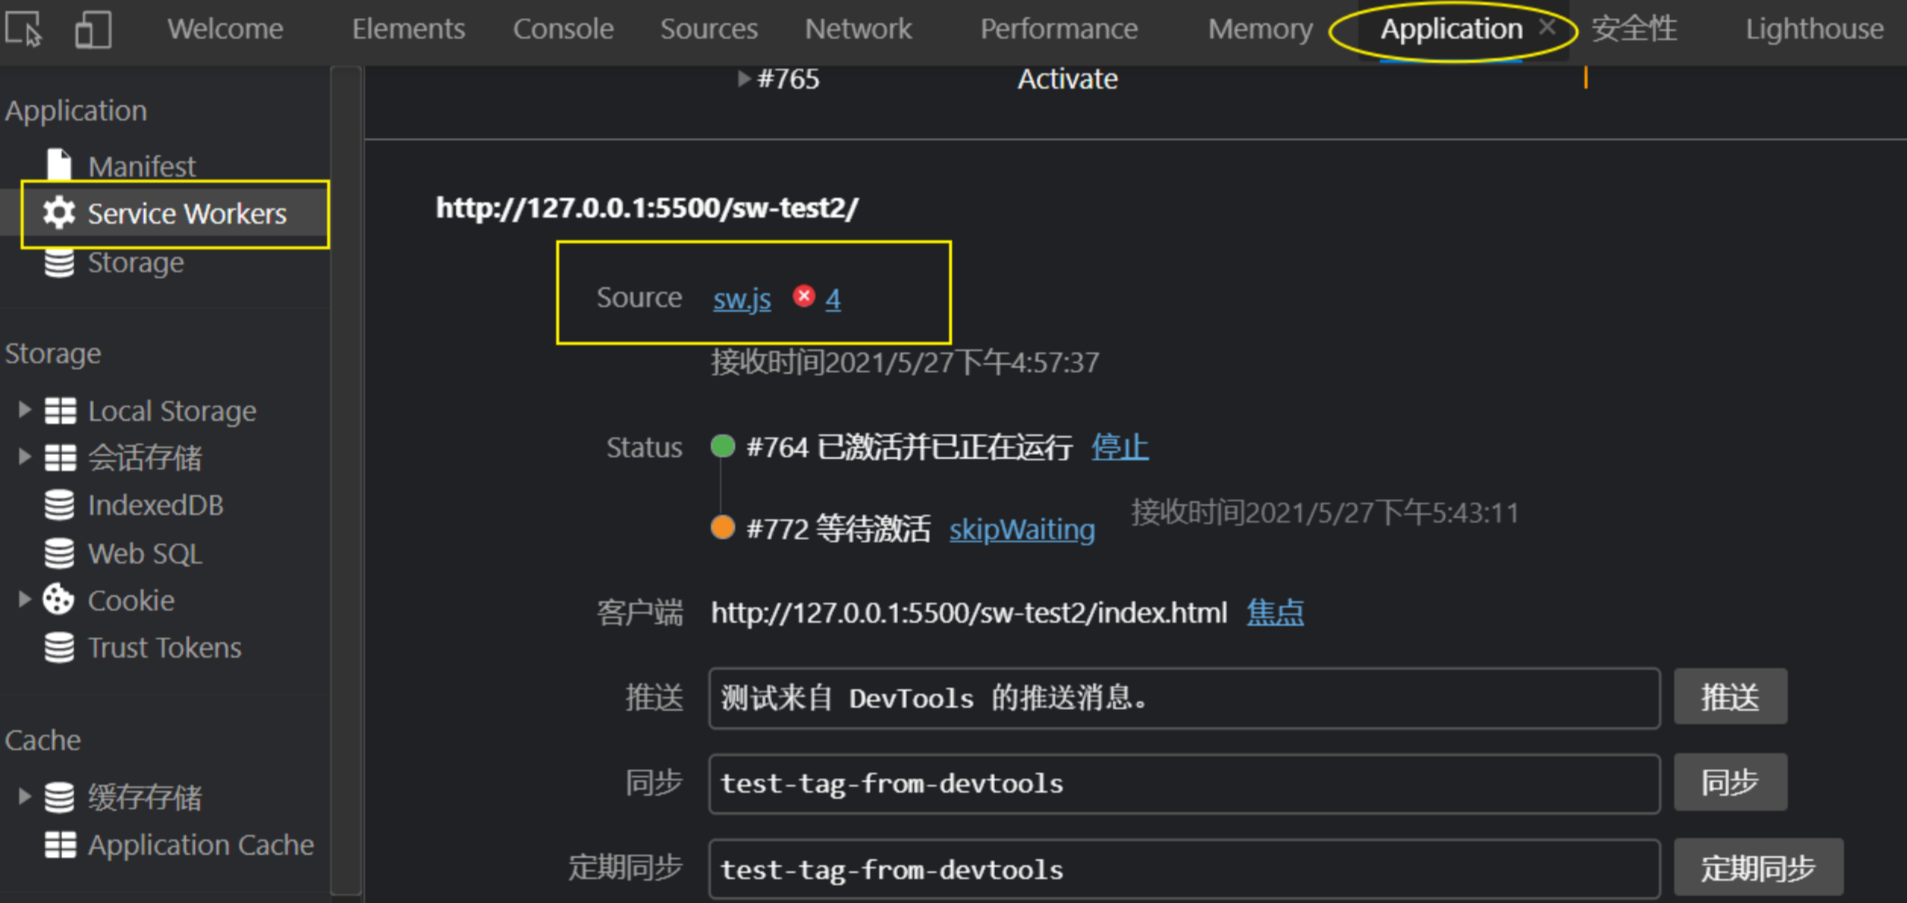 Welcome Elements Console Sources Network Performance Memory Application 安全性 Lighthouse
#765 Activate
Application
Manifest
Service Workers
Storage
Storage
Local Storage
会话存储
IndexedDB
Web SQL
Cookie
Trust Tokens
Cache
缓存存储
Application Cache
http://127.0.0.1:5500/sw-test2/
Source sw.js 4
接收时间2021/5/27下午4:57:37
Status #764 已激活并已正在运行 停止
#772 等待激活 skipWaiting 接收时间2021/5/27下午5:43:11
客户端 http://127.0.0.1:5500/sw-test2/index.html 焦点
推送 测试来自 DevTools 的推送消息。 推送
同步 test-tag-from-devtools 同步
定期同步 test-tag-from-devtools 定期同步